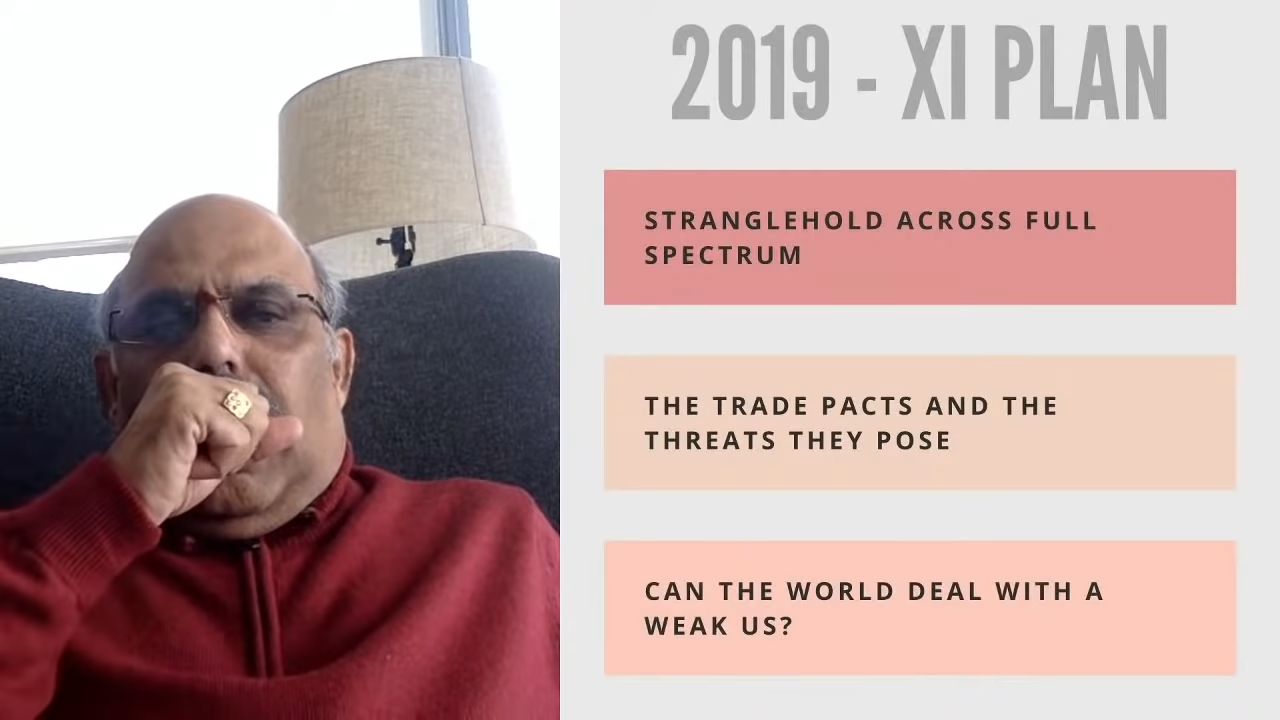 2019 - XI PLAN
STRANGLEHOLD ACROSS FULL
SPECTRUM
THE TRADE PACTS AND THE
THREATS THEY POSE
CAN THE WORLD DEAL WITH A
WEAK US?